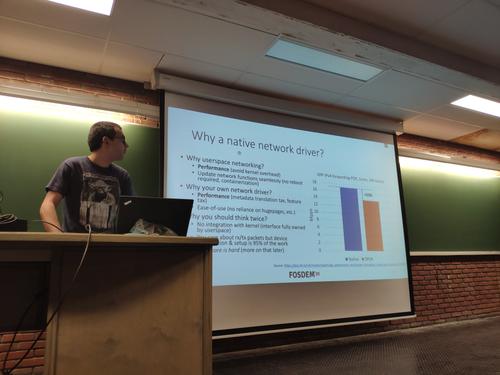 Why a native network driver?
• Why userspace networking?
• Performance (avoid kernel overhead)
• Update network functions seamlessly (no reboot
required, containerization)
• Why your own network driver?
• Performance (metadata translation tax, feature
tax)
• Ease-of-use (no reliance on hugepages, etc.)
you should think twice?
No integration with kernel (interface fully owned
by userspace)
about rx/tx packets but device
& setup is 95% of the work
is hard (more on that later)
Native
DPDK
Source:
FOSDEM